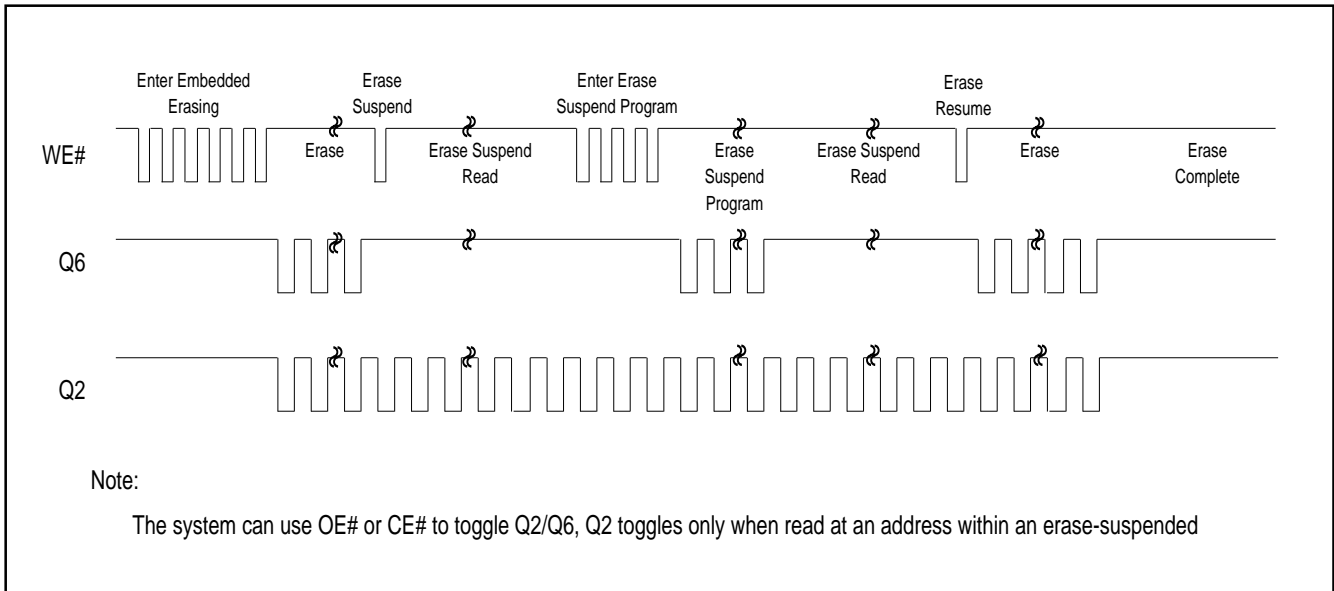 Enter Embedded
Erasing
Erase
Suspend
Enter Erase
Suspend Program
Erase
Resume
WE#
Erase
Erase Suspend
Read
Erase
Suspend
Program
Erase Suspend
Read
Erase
Erase
Complete
Q6
Q2
Note:
The system can use OE# or CE# to toggle Q2/Q6, Q2 toggles only when read at an address within an erase-suspended